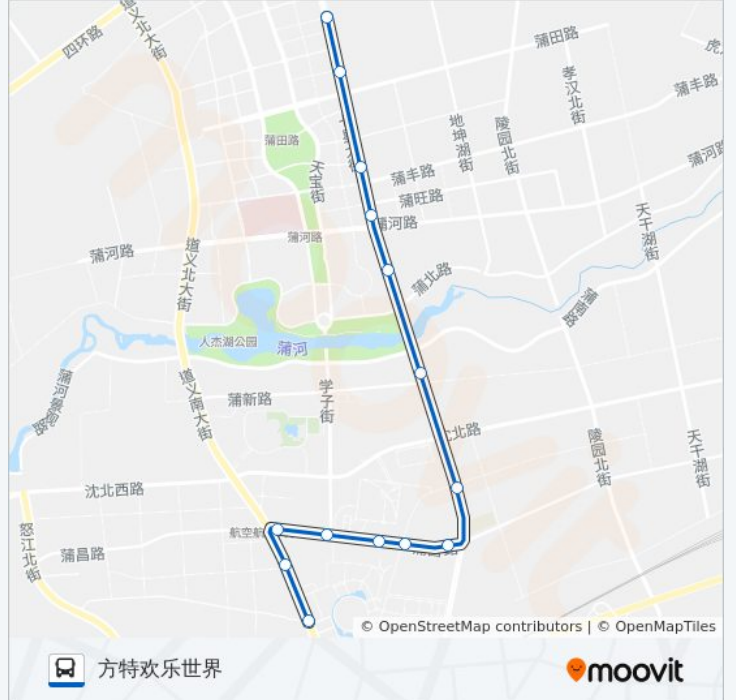 道义北大街
四环路
蒲田路
孝汉北街
蒲丰路
地坤湖街
陵园北街
蒲田路
天宝街
蒲丰路
蒲河路
蒲旺路
蒲河路
蒲河路
天干湖街
蒲河路
道义北大街
蒲北路
蒲南路
人杰湖公园
蒲河
道义南大街
蒲新路
学子街
沈北路
陵园北街
天干湖街
沈北西路
航空航
蒲昌路
怒江北街
© OpenStreetMap contributors | © OpenMapTiles
方特欢乐世界
moovit